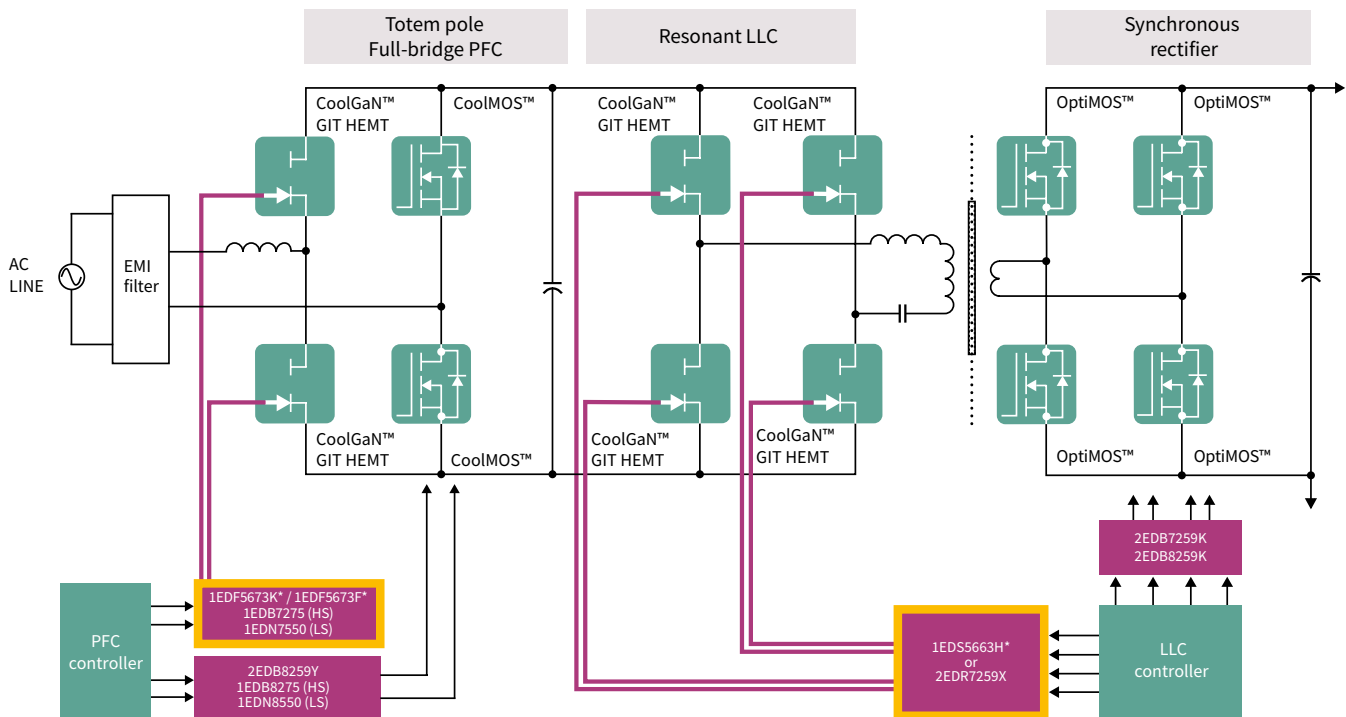 Totem pole
Full-bridge PFC
Resonant LLC
Synchronous
rectifier
CoolGaN™
GIT HEMT
CoolMOS™
CoolGaN™
GIT HEMT
CoolGaN™
GIT HEMT
OptiMOS™
OptiMOS™
AC
LINE
EMI
filter
CoolGaN™
GIT HEMT
CoolMOS™
CoolGaN™
GIT HEMT
CoolGaN™
GIT HEMT
OptiMOS™
OptiMOS™
2EDB7259K
2EDB8259K
PFC
controller
1EDF5673K* / 1EDF5673F*
1EDB7275 (HS)
1EDN7550 (LS)
2EDB8259Y
1EDB8275 (HS)
1EDN8550 (LS)
1EDS5663H*
or
2EDR7259X
LLC
controller